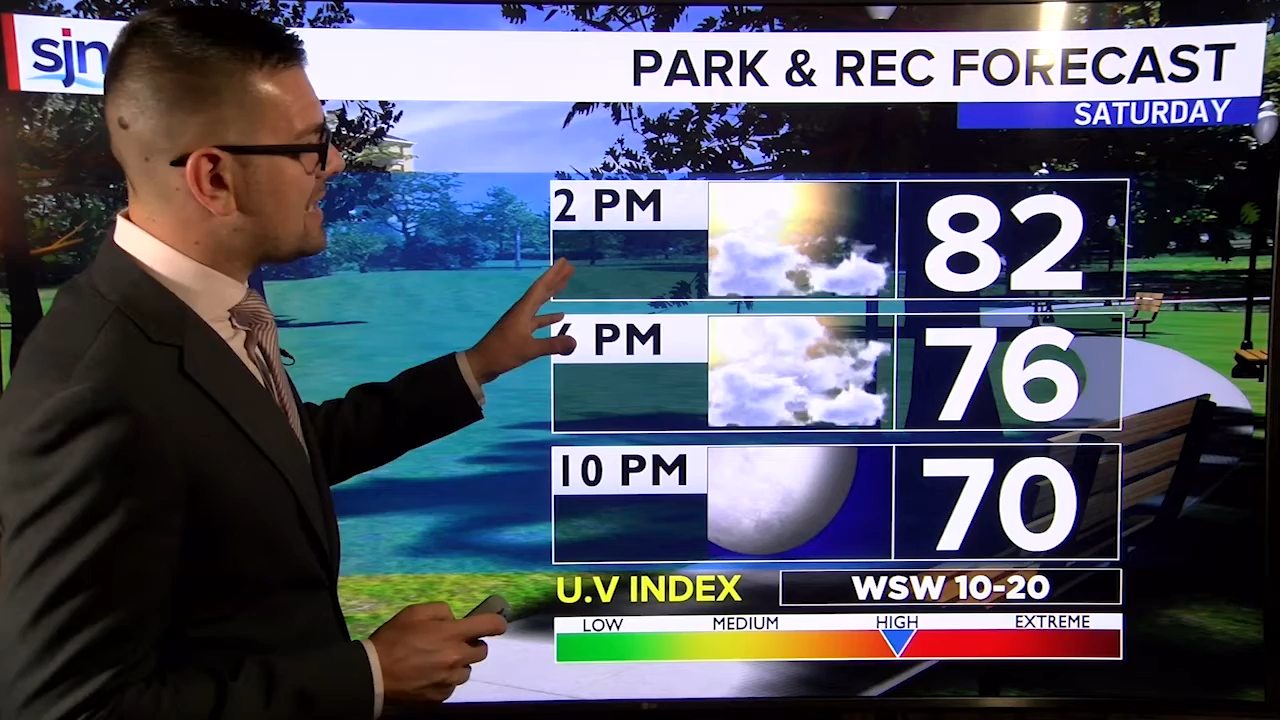 sjn
PARK & REC FORECAST
SATURDAY
2 PM
82
6 PM
76
10 PM
70
U.V INDEX
WSW 10-20
LOW MEDIUM HIGH EXTREME